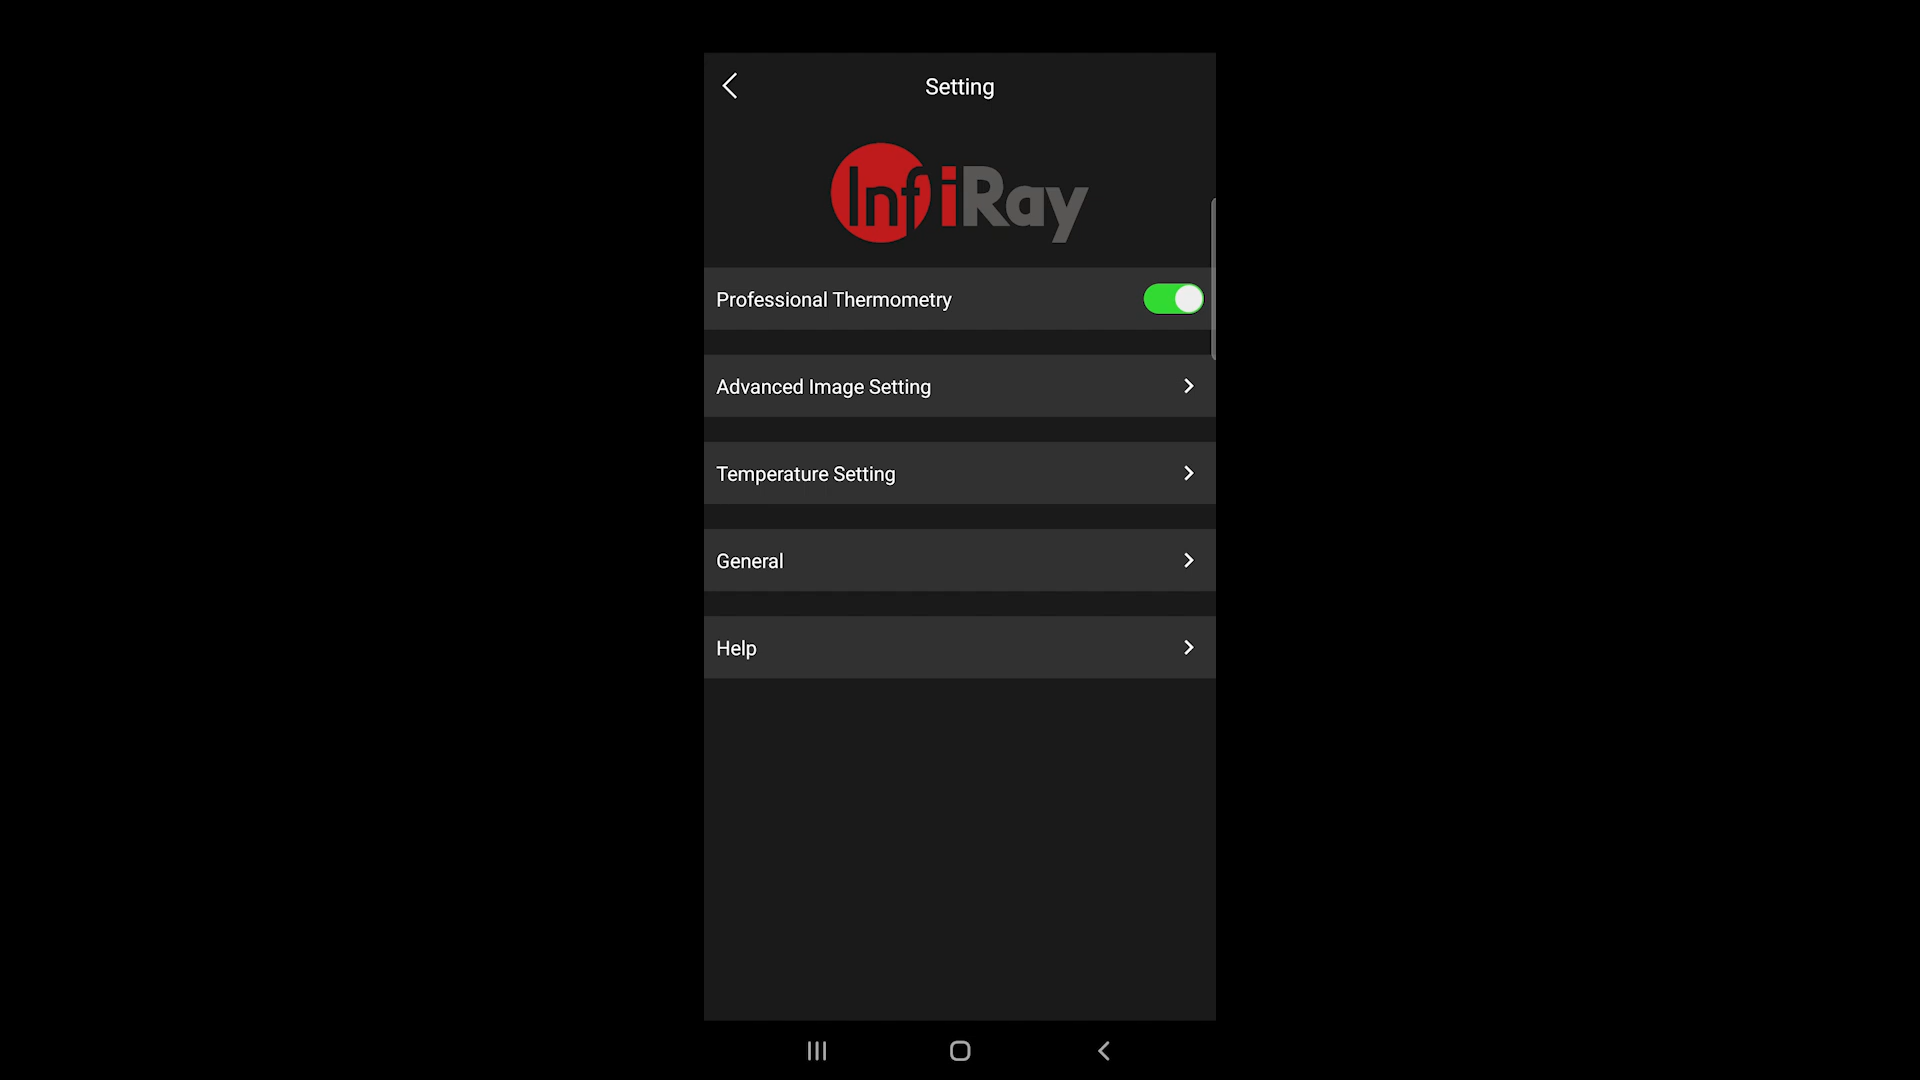 Setting
InfiRay
Professional Thermometry
Advanced Image Setting
Temperature Setting
General
Help